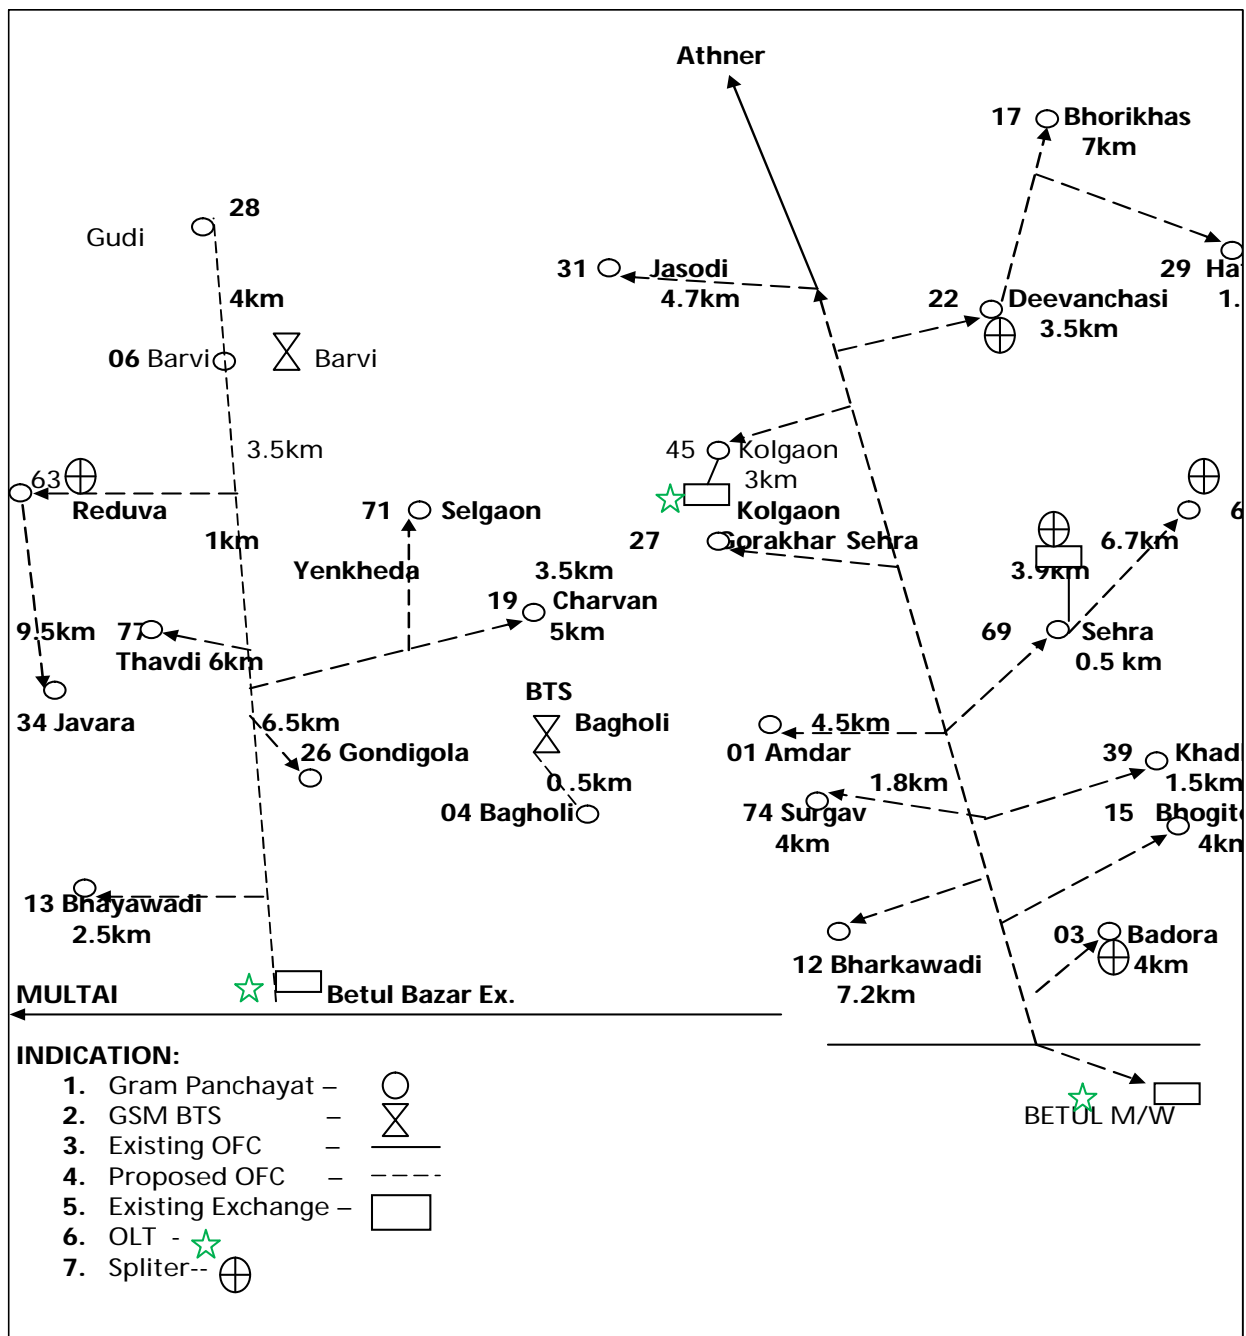 Athner
17 Bhorikhas
7km
28
Gudi
31 Jasodi
4.7km
29
4km
22 Deevanchasi
3.5km
06 Barvi
Barvi
3.5km
45 Kolgaon
3km
63
Reduva
71 Selgaon
Kolgaon
1km
27 Gorakhar Sehra
6.7km
Yenkheda
3.5km
3.9km
19 Charvan
5km
9.5km
77
Thavdi 6km
69 Sehra
0.5 km
BTS
34 Javara
6.5km
Bagholi
4.5km
26 Gondigola
01 Amdar
39
0.5km
1.8km
1.5km
04 Bagholi
74 Surgav
4km
15
13 Bhayawadi
2.5km
03 Badora
4km
12 Bharkawadi
7.2km
MULTAI
Betul Bazar Ex.
INDICATION:
1. Gram Panchayat –
2. GSM BTS –
3. Existing OFC –
4. Proposed OFC –
5. Existing Exchange –
6. OLT -
7. Spliter--
BETUL M/W